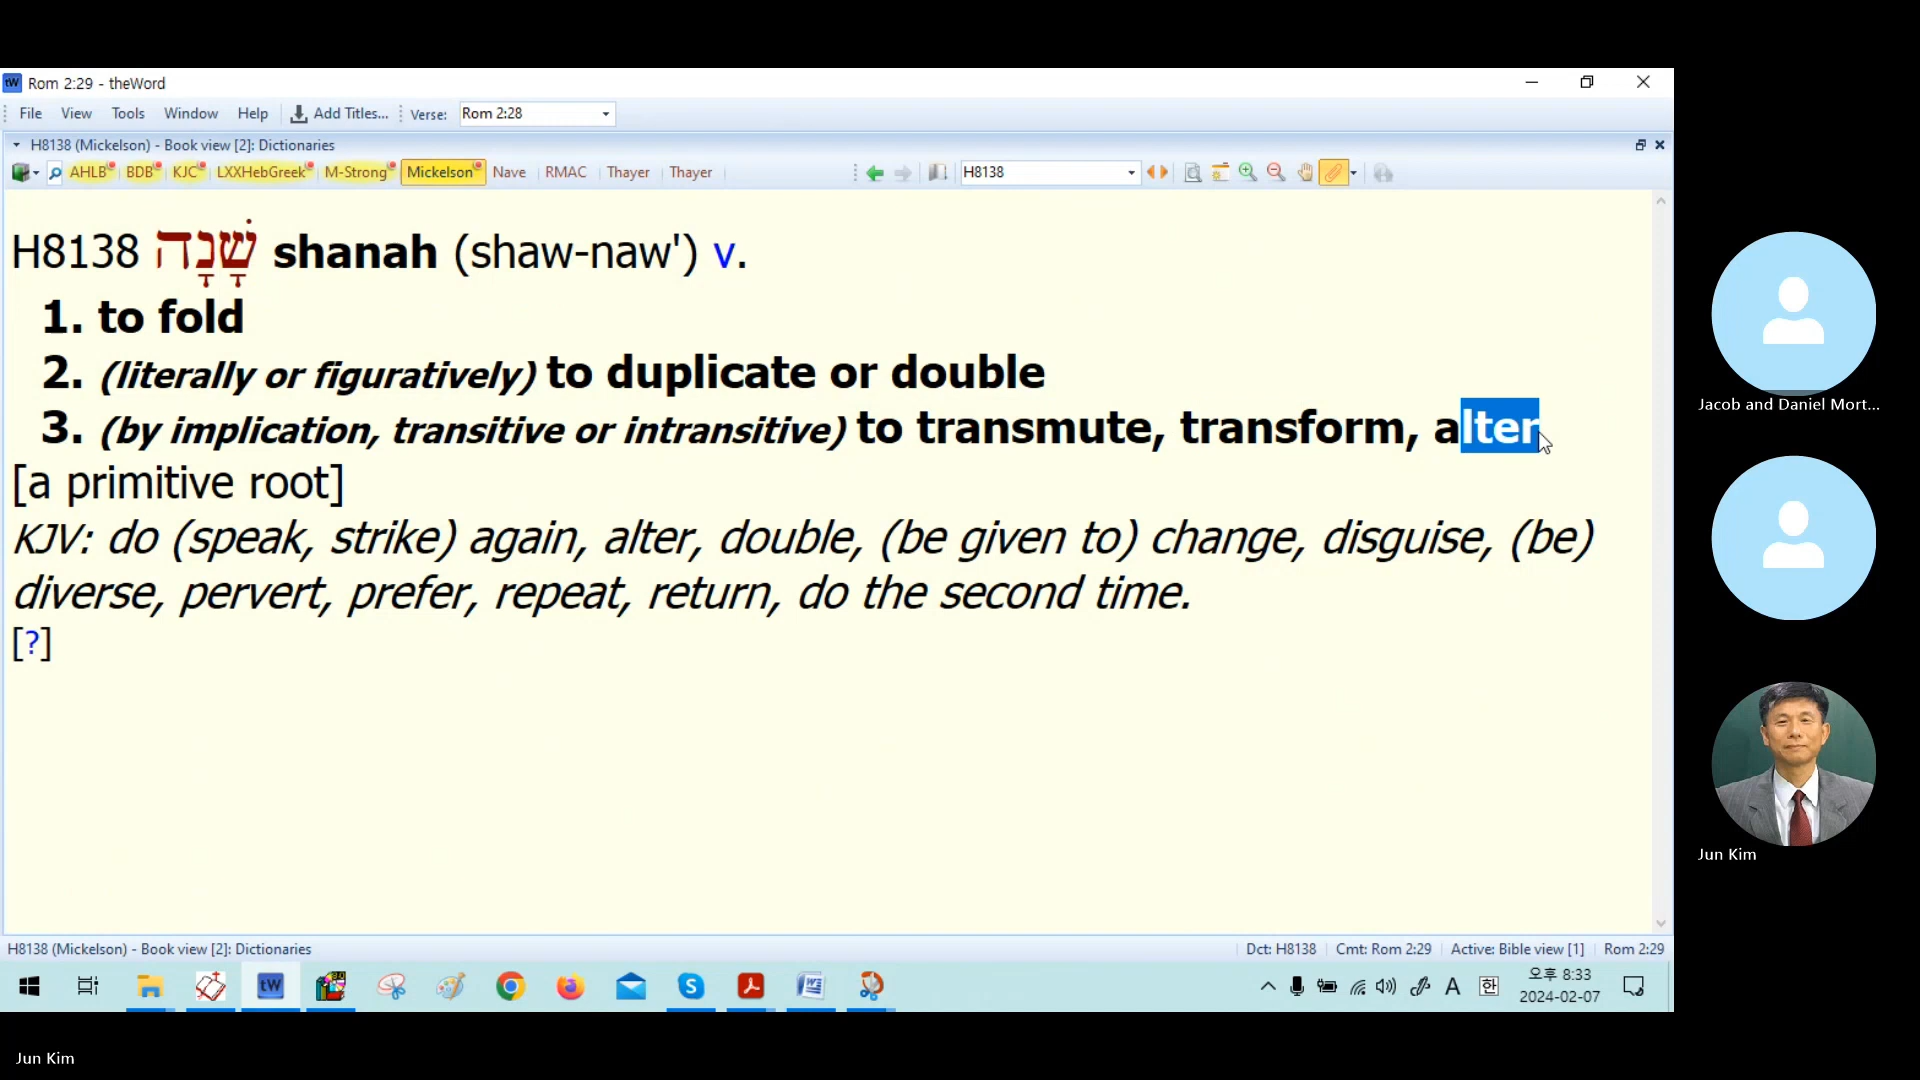 Rom 2:29 - theWord
File View Tools Window Help Add Titles... Verse: Rom 2:28
H8138 (Mickelson) - Book view [2]: Dictionaries
AHLB BDB KJC LXXHebGreek M-Strong Mickelson Nave RMAC Thayer Thayer H8138
H8138 שָׁנָה shanah (shaw-naw') v.
1. to fold
2. (literally or figuratively) to duplicate or double
3. (by implication, transitive or intransitive) to transmute, transform, alter
[a primitive root]
KJV: do (speak, strike) again, alter, double, (be given to) change, disguise, (be)
diverse, pervert, prefer, repeat, return, do the second time.
[?]
H8138 (Mickelson) - Book view [2]: Dictionaries Dct: H8138 Cmt: Rom 2:29 Active: Bible view [1] Rom 2:29
tW A 한 오후 8:33
2024-02-07
Jacob and Daniel Mort...
Jun Kim
Jun Kim